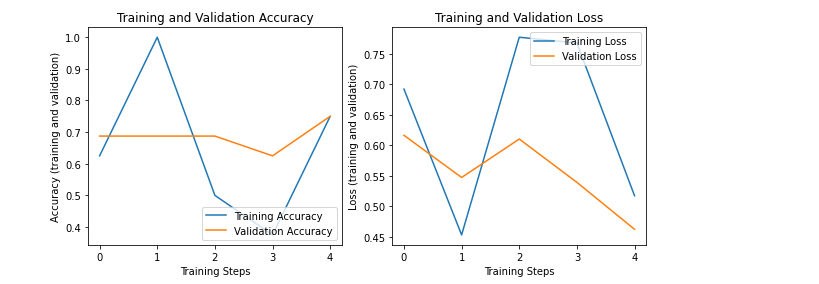 Training and Validation Accuracy
Accuracy (training and validation)
1.0
0.9
0.8
0.7
0.6
0.5
0.4
Training Accuracy
Validation Accuracy
0 1 2 3 4
Training Steps
Training and Validation Loss
Loss (training and validation)
0.75
0.70
0.65
0.60
0.55
0.50
0.45
Training Loss
Validation Loss
0 1 2 3 4
Training Steps